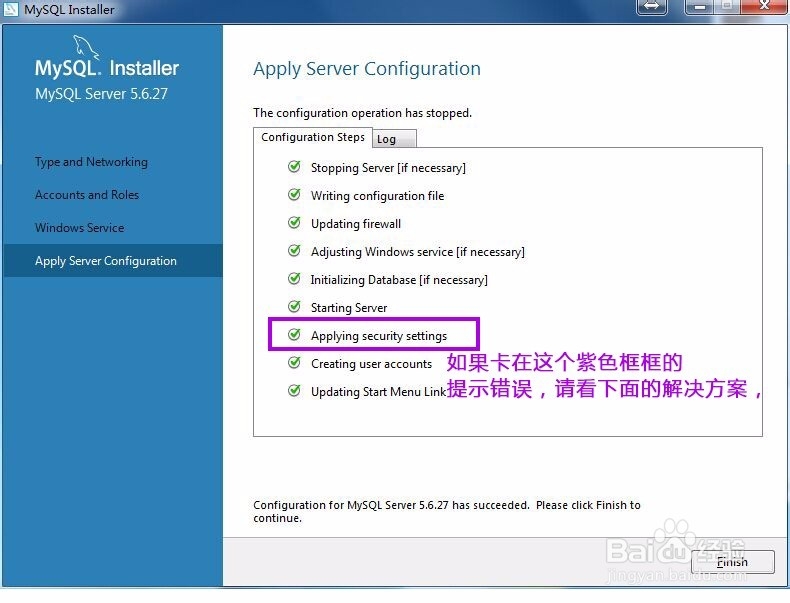 MySQL Installer
MySQL. Installer
MySQL Server 5.6.27
Type and Networking
Accounts and Roles
Windows Service
Apply Server Configuration
Apply Server Configuration
The configuration operation has stopped.
Configuration Steps
Log
Stopping Server [if necessary]
Writing configuration file
Updating firewall
Adjusting Windows service [if necessary]
Initializing Database [if necessary]
Starting Server
Applying security settings
Creating user accounts
Updating Start Menu Link
如果卡在这个紫色框框的
提示错误，请看下面的解决方案，
Configuration for MySQL Server 5.6.27 has succeeded. Please click Finish to
continue.
Finish
Baidu 经验
jingyan.baidu.com